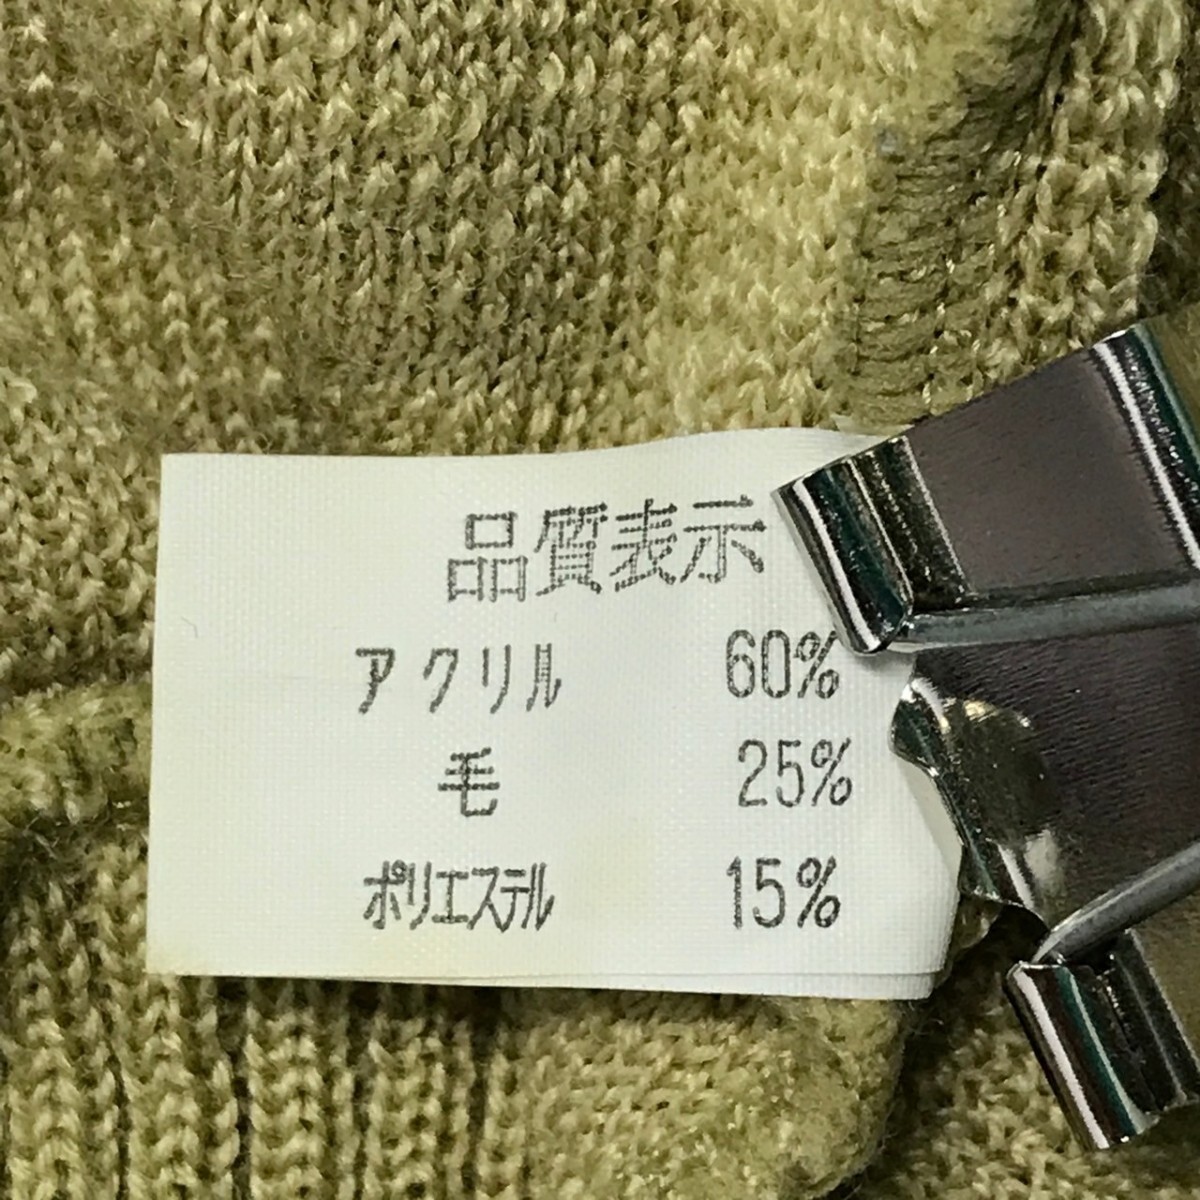 品質表示
アクリル 60%
毛 25%
ポリエステル 15%